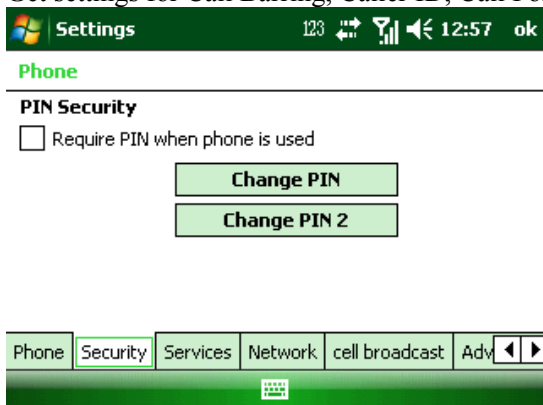 Settings 123 12:57 ok
Phone
PIN Security
Require PIN when phone is used
Change PIN
Change PIN 2
Phone Security Services Network cell broadcast Adv